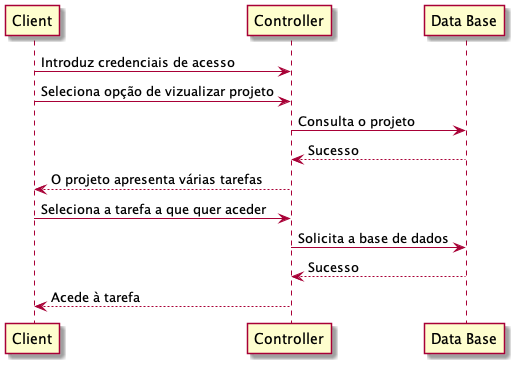 Client Controller Data Base
Introduz credenciais de acesso
Seleciona opção de vizualizar projeto
Consulta o projeto
Sucesso
O projeto apresenta várias tarefas
Seleciona a tarefa a que quer aceder
Solicita a base de dados
Sucesso
Acede à tarefa
Client Controller Data Base